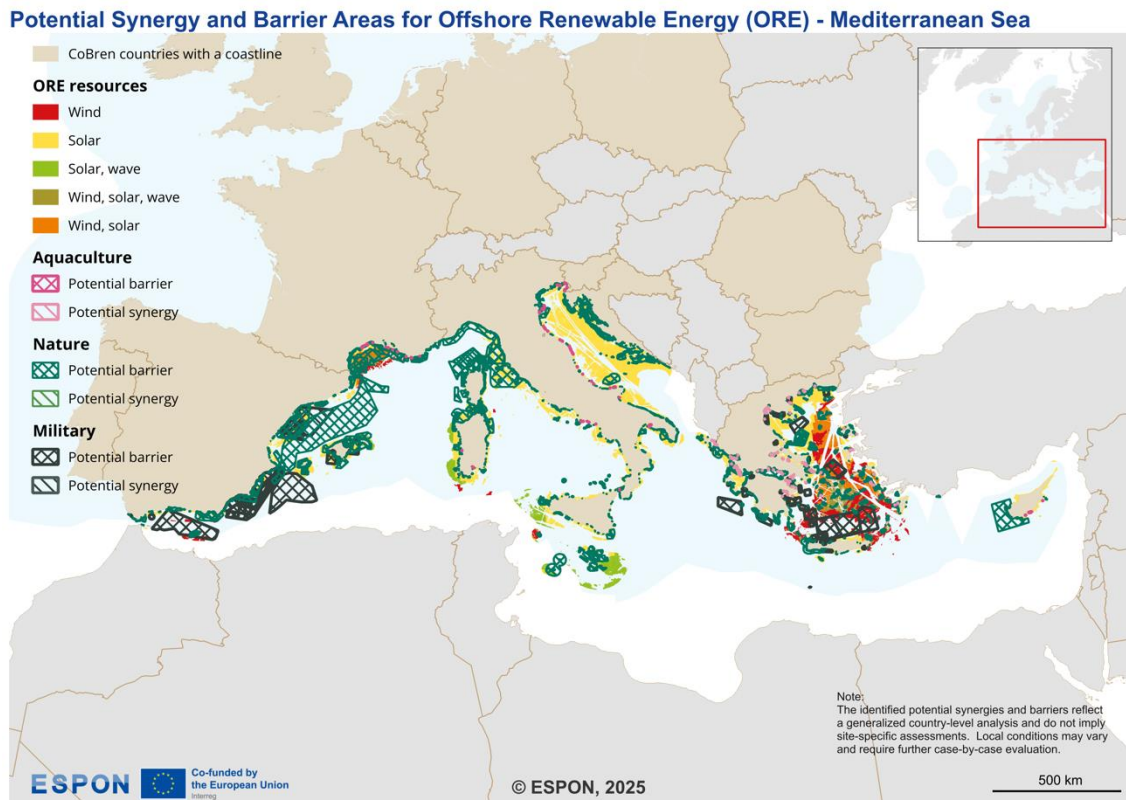 Potential Synergy and Barrier Areas for Offshore Renewable Energy (ORE) - Mediterranean Sea
CoBren countries with a coastline
ORE resources
Wind
Solar
Solar, wave
Wind, solar, wave
Wind, solar
Aquaculture
Potential barrier
Potential synergy
Nature
Potential barrier
Potential synergy
Military
Potential barrier
Potential synergy
Note:
The identified potential synergies and barriers reflect
a generalized country-level analysis and do not imply
site-specific assessments. Local conditions may vary
and require further case-by-case evaluation.
500 km
ESPON
Co-funded by
the European Union
Interreg
© ESPON, 2025